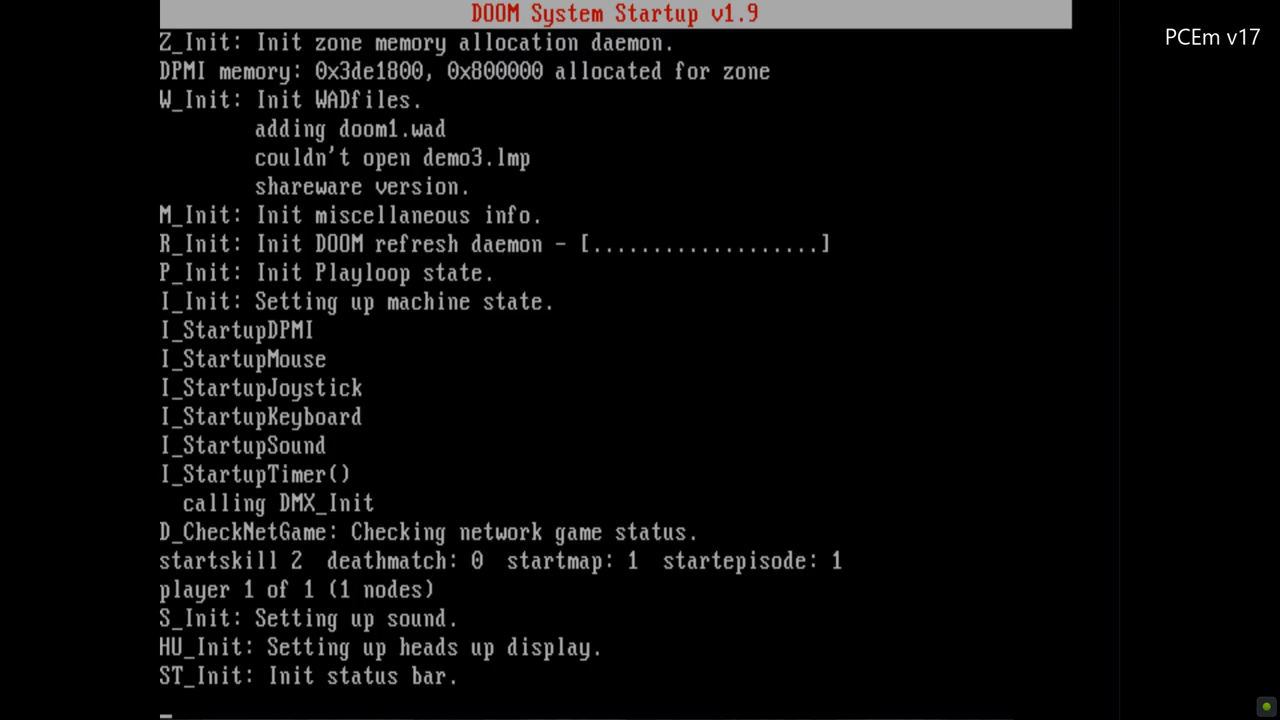 DOOM System Startup v1.9
PCEm v17
Z_Init: Init zone memory allocation daemon.
DPMI memory: 0x3de1800, 0x800000 allocated for zone
W_Init: Init WADfiles.
adding doom1.wad
couldn't open demo3.lmp
shareware version.
M_Init: Init miscellaneous info.
R_Init: Init DOOM refresh daemon - [...................]
P_Init: Init Playloop state.
I_Init: Setting up machine state.
I_StartupDPMI
I_StartupMouse
I_StartupJoystick
I_StartupKeyboard
I_StartupSound
I_StartupTimer()
calling DMX_Init
D_CheckNetGame: Checking network game status.
startskill 2  deathmatch: 0  startmap: 1  startepisode: 1
player 1 of 1 (1 nodes)
S_Init: Setting up sound.
HU_Init: Setting up heads up display.
ST_Init: Init status bar.